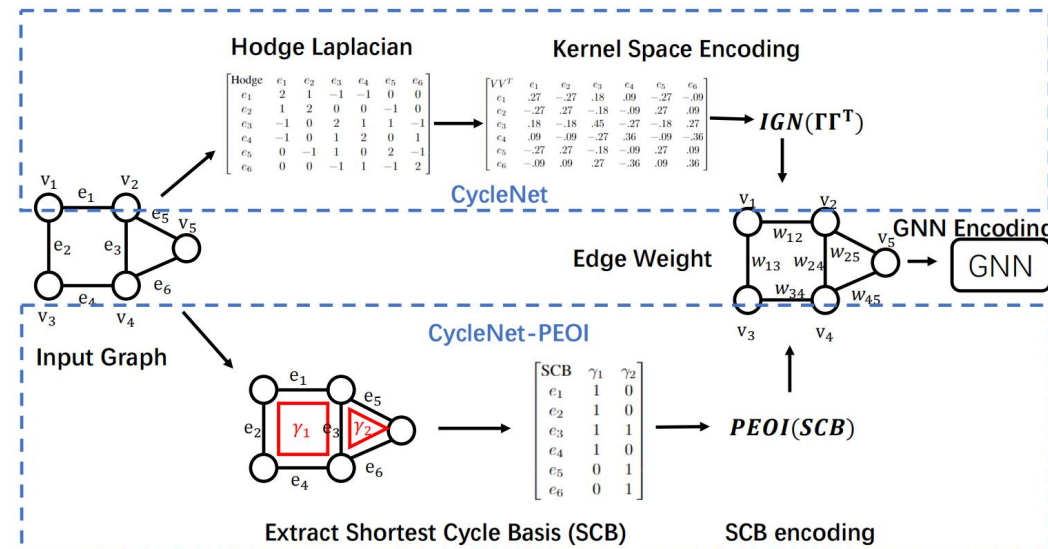 Hodge Laplacian
Kernel Space Encoding
Hodge e₁ e₂ e₃ e₄ e₅ e₆
e₁ 2 1 −1 −1 0 0
e₂ 1 2 0 0 −1 0
e₃ −1 0 2 1 1 −1
e₄ −1 0 1 2 0 1
e₅ 0 −1 1 0 2 −1
e₆ 0 0 −1 1 −1 2
VVᵀ e₁ e₂ e₃ e₄ e₅ e₆
e₁ .27 −.27 .18 .09 −.27 −.09
e₂ −.27 .27 −.18 −.09 .27 .09
e₃ .18 −.18 .45 −.27 −.18 .27
e₄ .09 −.09 −.27 .36 −.09 −.36
e₅ −.27 .27 −.18 −.09 .27 .09
e₆ −.09 .09 .27 −.36 .09 .36
IGN(ΓΓᵀ)
CycleNet
v₁ v₂
e₁
e₅
v₅
e₂
e₃
e₆
e₄
v₃
v₄
Input Graph
Edge Weight
v₁ v₂
w₁₂
v₅
w₁₃
w₂₄
w₂₅
w₃₄
w₄₅
v₃
v₄
GNN Encoding
GNN
CycleNet-PEOI
e₁
e₅
e₂
γ₁
e₃
γ₂
e₄
e₆
SCB γ₁ γ₂
e₁ 1 0
e₂ 1 0
e₃ 1 1
e₄ 1 0
e₅ 0 1
e₆ 0 1
PEOI(SCB)
Extract Shortest Cycle Basis (SCB)
SCB encoding